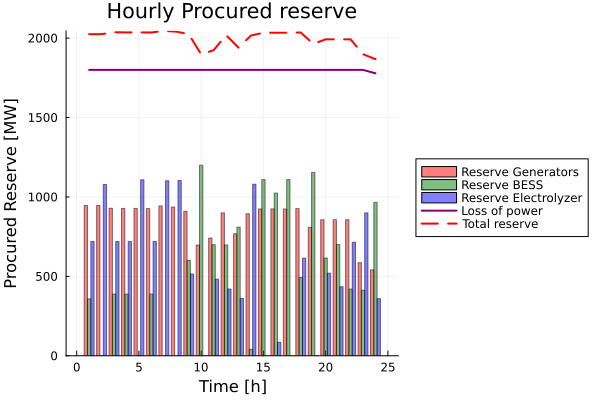 Hourly Procured reserve
Procured Reserve [MW]
2000
1500
1000
500
0
0
5
10
15
20
25
Time [h]
Reserve Generators
Reserve BESS
Reserve Electrolyzer
Loss of power
Total reserve